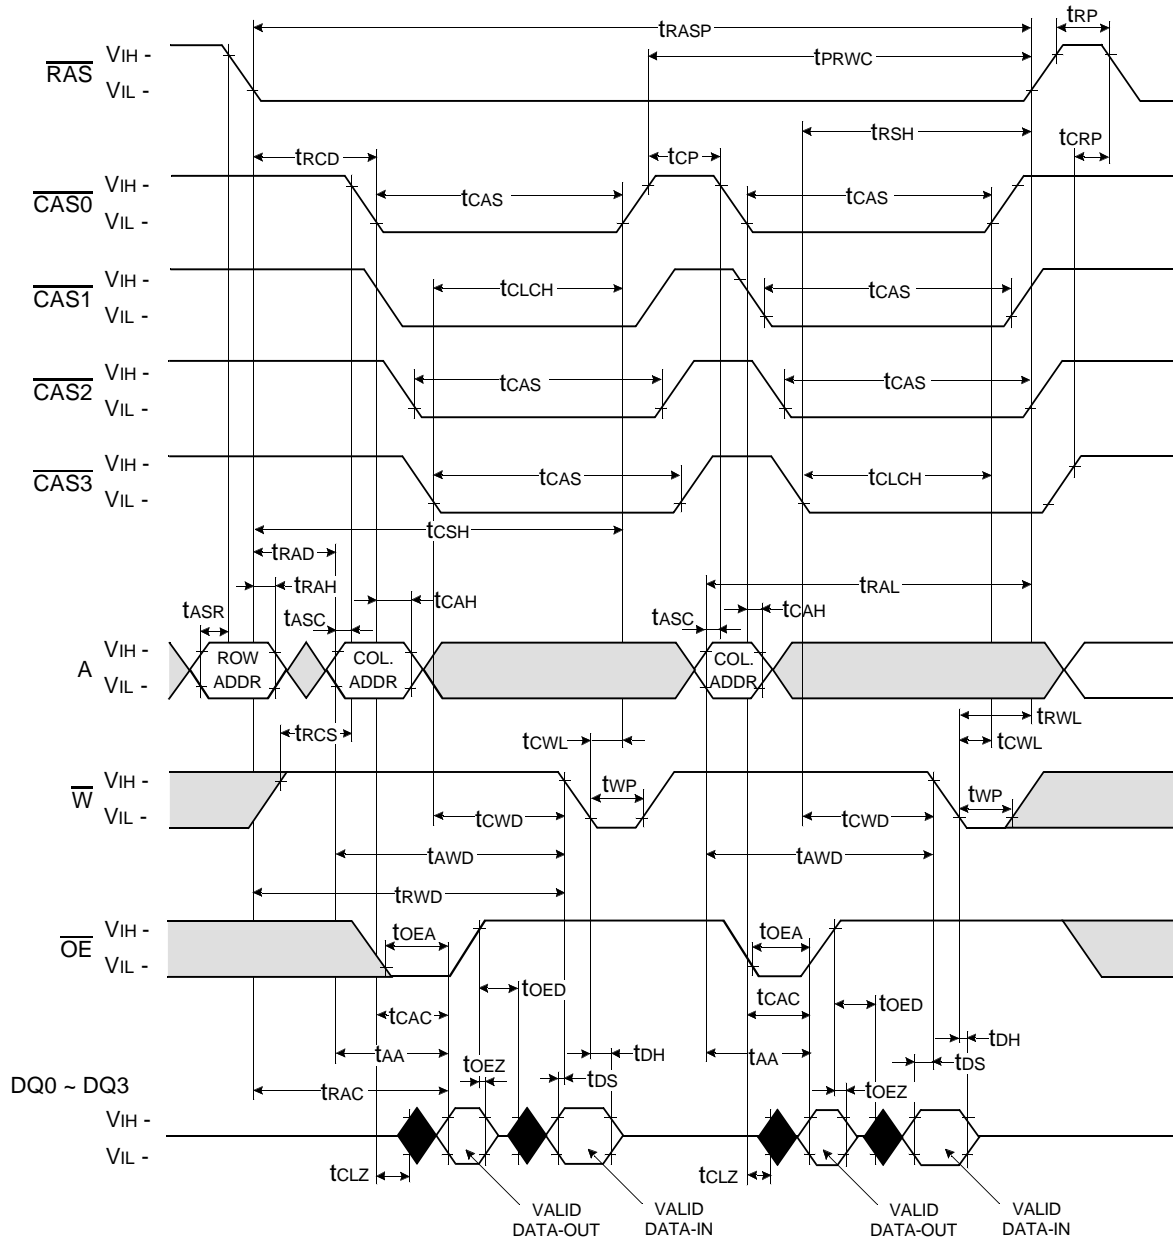 tRASP
tRP
RAS
VIH -
VIL -
tPRWC
tRSH
tCRP
tRCD
tCP
CAS0
VIH -
VIL -
tCAS
tCAS
CAS1
VIH -
VIL -
tCLCH
tCAS
CAS2
VIH -
VIL -
tCAS
tCAS
CAS3
VIH -
VIL -
tCAS
tCLCH
tCSH
tRAD
tRAH
tCAH
tRAL
tASR
tASC
tASC
tCAH
A
VIH -
VIL -
ROW
ADDR
COL.
ADDR
COL.
ADDR
tRCS
tCWL
tRWL
tCWL
W
VIH -
VIL -
tWP
tWP
tCWD
tCWD
tAWD
tAWD
tRWD
OE
VIH -
VIL -
tOEA
tOEA
tOED
tOED
tCAC
tCAC
tAA
tAA
tDH
tDH
tOEZ
tDS
tDS
tOEZ
tRAC
DQ0 ~ DQ3
VIH -
VIL -
tCLZ
tCLZ
VALID
DATA-OUT
VALID
DATA-IN
VALID
DATA-OUT
VALID
DATA-IN